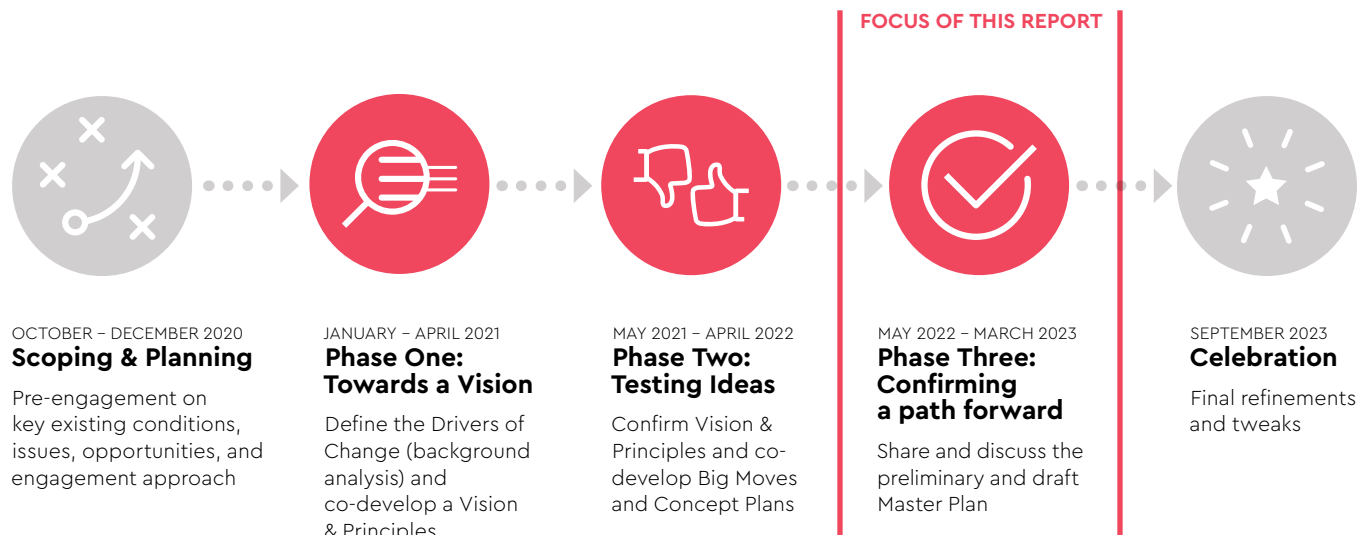 FOCUS OF THIS REPORT
OCTOBER – DECEMBER 2020
Scoping & Planning
Pre-engagement on
key existing conditions,
issues, opportunities, and
engagement approach
JANUARY – APRIL 2021
Phase One:
Towards a Vision
Define the Drivers of
Change (background
analysis) and
co-develop a Vision
& Principles
MAY 2021 – APRIL 2022
Phase Two:
Testing Ideas
Confirm Vision &
Principles and co-
develop Big Moves
and Concept Plans
MAY 2022 – MARCH 2023
Phase Three:
Confirming
a path forward
Share and discuss the
preliminary and draft
Master Plan
SEPTEMBER 2023
Celebration
Final refinements
and tweaks